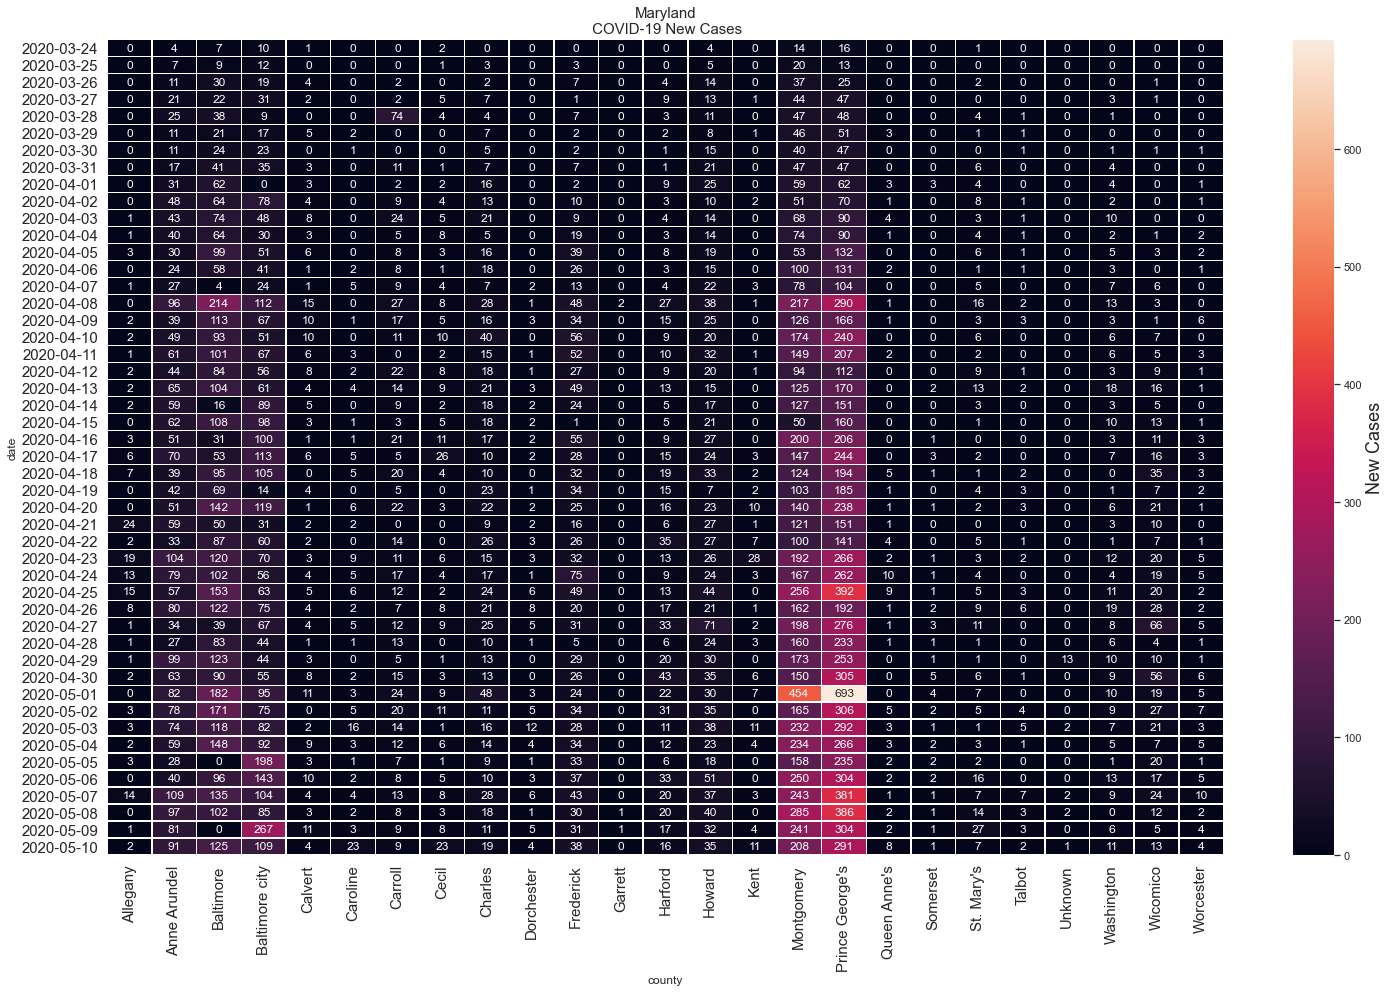 Maryland
COVID-19 New Cases
2020-03-24 0 4 7 10 1 0 0 2 0 0 0 0 0 4 0 14 16 0 0 1 0 0 0 0 0
2020-03-25 0 7 9 12 0 0 0 1 3 0 3 0 0 5 0 20 13 0 0 0 0 0 0 0 0
2020-03-26 0 11 30 19 4 0 2 0 2 0 7 0 4 14 0 37 25 0 0 2 0 0 0 1 0
2020-03-27 0 21 22 31 2 0 2 5 7 0 1 0 9 13 1 44 47 0 0 0 0 0 3 1 0
2020-03-28 0 25 38 9 0 0 74 4 4 0 7 0 3 11 0 47 48 0 0 4 1 0 1 0 0
2020-03-29 0 11 21 17 5 2 0 0 7 0 2 0 2 8 1 46 51 3 0 1 1 0 0 0 0
2020-03-30 0 11 24 23 0 1 0 0 5 0 2 0 1 15 0 40 47 0 0 0 1 0 1 1 1
2020-03-31 0 17 41 35 3 0 11 1 7 0 7 0 1 21 0 47 47 0 0 6 0 0 4 0 0
2020-04-01 0 31 62 0 3 0 2 2 16 0 2 0 9 25 0 59 62 3 3 4 0 0 4 0 1
2020-04-02 0 48 64 78 4 0 9 4 13 0 10 0 3 10 2 51 70 1 0 8 1 0 2 0 1
2020-04-03 1 43 74 48 8 0 24 5 21 0 9 0 4 14 0 68 90 4 0 3 1 0 10 0 0
2020-04-04 1 40 64 30 3 0 5 8 5 0 19 0 3 14 0 74 90 1 0 4 1 0 2 1 2
2020-04-05 3 30 99 51 6 0 8 3 16 0 39 0 8 19 0 53 132 0 0 6 1 0 5 3 2
2020-04-06 0 24 58 41 1 2 8 1 18 0 26 0 3 15 0 100 131 2 0 1 1 0 3 0 1
2020-04-07 1 27 4 24 1 5 9 4 7 2 13 0 4 22 3 78 104 0 0 5 0 0 7 6 0
2020-04-08 0 96 214 112 15 0 27 8 28 1 48 2 27 38 1 217 290 1 0 16 2 0 13 3 0
2020-04-09 2 39 113 67 10 1 17 5 16 3 34 0 15 25 0 126 166 1 0 3 3 0 3 1 6
2020-04-10 2 49 93 51 10 0 11 10 40 0 56 0 9 20 0 174 240 0 0 6 0 0 6 7 0
2020-04-11 1 61 101 67 6 3 0 2 15 1 52 0 10 32 1 149 207 2 0 2 0 0 6 5 3
2020-04-12 2 44 84 56 8 2 22 8 18 1 27 0 9 20 1 94 112 0 0 9 1 0 3 9 1
2020-04-13 2 65 104 61 4 4 14 9 21 3 49 0 13 15 0 125 170 0 2 13 2 0 18 16 1
2020-04-14 2 59 16 89 5 0 9 2 18 2 24 0 5 17 0 127 151 0 0 3 0 0 3 5 0
2020-04-15 0 62 108 98 3 1 3 5 18 2 1 0 5 21 0 50 160 0 0 1 0 0 10 13 1
2020-04-16 3 51 31 100 1 1 21 11 17 2 55 0 9 27 0 200 206 0 1 0 0 0 3 11 3
2020-04-17 6 70 53 113 6 5 5 26 10 2 28 0 15 24 3 147 244 0 3 2 0 0 7 16 3
2020-04-18 7 39 95 105 0 5 20 4 10 0 32 0 19 33 2 124 194 5 1 1 2 0 0 35 3
2020-04-19 0 42 69 14 4 0 5 0 23 1 34 0 15 7 2 103 185 1 0 4 3 0 1 7 2
2020-04-20 0 51 142 119 1 6 22 3 22 2 25 0 16 23 10 140 238 1 1 2 3 0 6 21 1
2020-04-21 24 59 50 31 2 2 0 0 9 2 16 0 6 27 1 121 151 1 0 0 0 0 3 10 0
2020-04-22 2 33 87 60 2 0 14 0 26 3 26 0 35 27 7 100 141 4 0 5 1 0 1 7 1
2020-04-23 19 104 120 70 3 9 11 6 15 3 32 0 13 26 28 192 266 2 1 3 2 0 12 20 5
2020-04-24 13 79 102 56 4 5 17 4 17 1 75 0 9 24 3 167 262 10 1 4 0 0 4 19 5
2020-04-25 15 57 153 63 5 6 12 2 24 6 49 0 13 44 0 256 392 9 1 5 3 0 11 20 2
2020-04-26 8 80 122 75 4 2 7 8 21 8 20 0 17 21 1 162 192 1 2 9 6 0 19 28 2
2020-04-27 1 34 39 67 4 5 12 9 25 5 31 0 33 71 2 198 276 1 3 11 0 0 8 66 5
2020-04-28 1 27 83 44 1 1 13 0 10 1 5 0 6 24 3 160 233 1 1 1 0 0 6 4 1
2020-04-29 1 99 123 44 3 0 5 1 13 0 29 0 20 30 0 173 253 0 1 1 0 13 10 10 1
2020-04-30 2 63 90 55 8 2 15 3 13 0 26 0 43 35 6 150 305 0 5 6 1 0 9 56 6
2020-05-01 0 82 182 95 11 3 24 9 48 3 24 0 22 30 7 454 693 0 4 7 0 0 10 19 5
2020-05-02 3 78 171 75 0 5 20 11 11 5 34 0 31 35 0 165 306 5 2 5 4 0 9 27 7
2020-05-03 3 74 118 82 2 16 14 1 16 12 28 0 11 38 11 232 292 3 1 1 5 2 7 21 3
2020-05-04 2 59 148 92 9 3 12 6 14 4 34 0 12 23 4 234 266 3 2 3 1 0 5 7 5
2020-05-05 3 28 0 198 3 1 7 1 9 1 33 0 6 18 0 158 235 2 2 2 0 0 1 20 1
2020-05-06 0 40 96 143 10 2 8 5 10 3 37 0 33 51 0 250 304 2 2 16 0 0 13 17 5
2020-05-07 14 109 135 104 4 4 13 8 28 6 43 0 20 37 3 243 381 1 1 7 7 2 9 24 10
2020-05-08 0 97 102 85 3 2 8 3 18 1 30 1 20 40 0 285 386 2 1 14 3 2 0 12 2
2020-05-09 1 81 0 267 11 3 9 8 11 5 31 1 17 32 4 241 304 2 1 27 3 0 6 5 4
2020-05-10 2 91 125 109 4 23 9 23 19 4 38 0 16 35 11 208 291 8 1 7 2 1 11 13 4
date
Allegany Anne Arundel Baltimore Baltimore city Calvert Caroline Carroll Cecil Charles Dorchester Frederick Garrett Harford Howard Kent Montgomery Prince George's Queen Anne's Somerset St. Mary's Talbot Unknown Washington Wicomico Worcester
county
600
500
400
300
200
100
0
New Cases